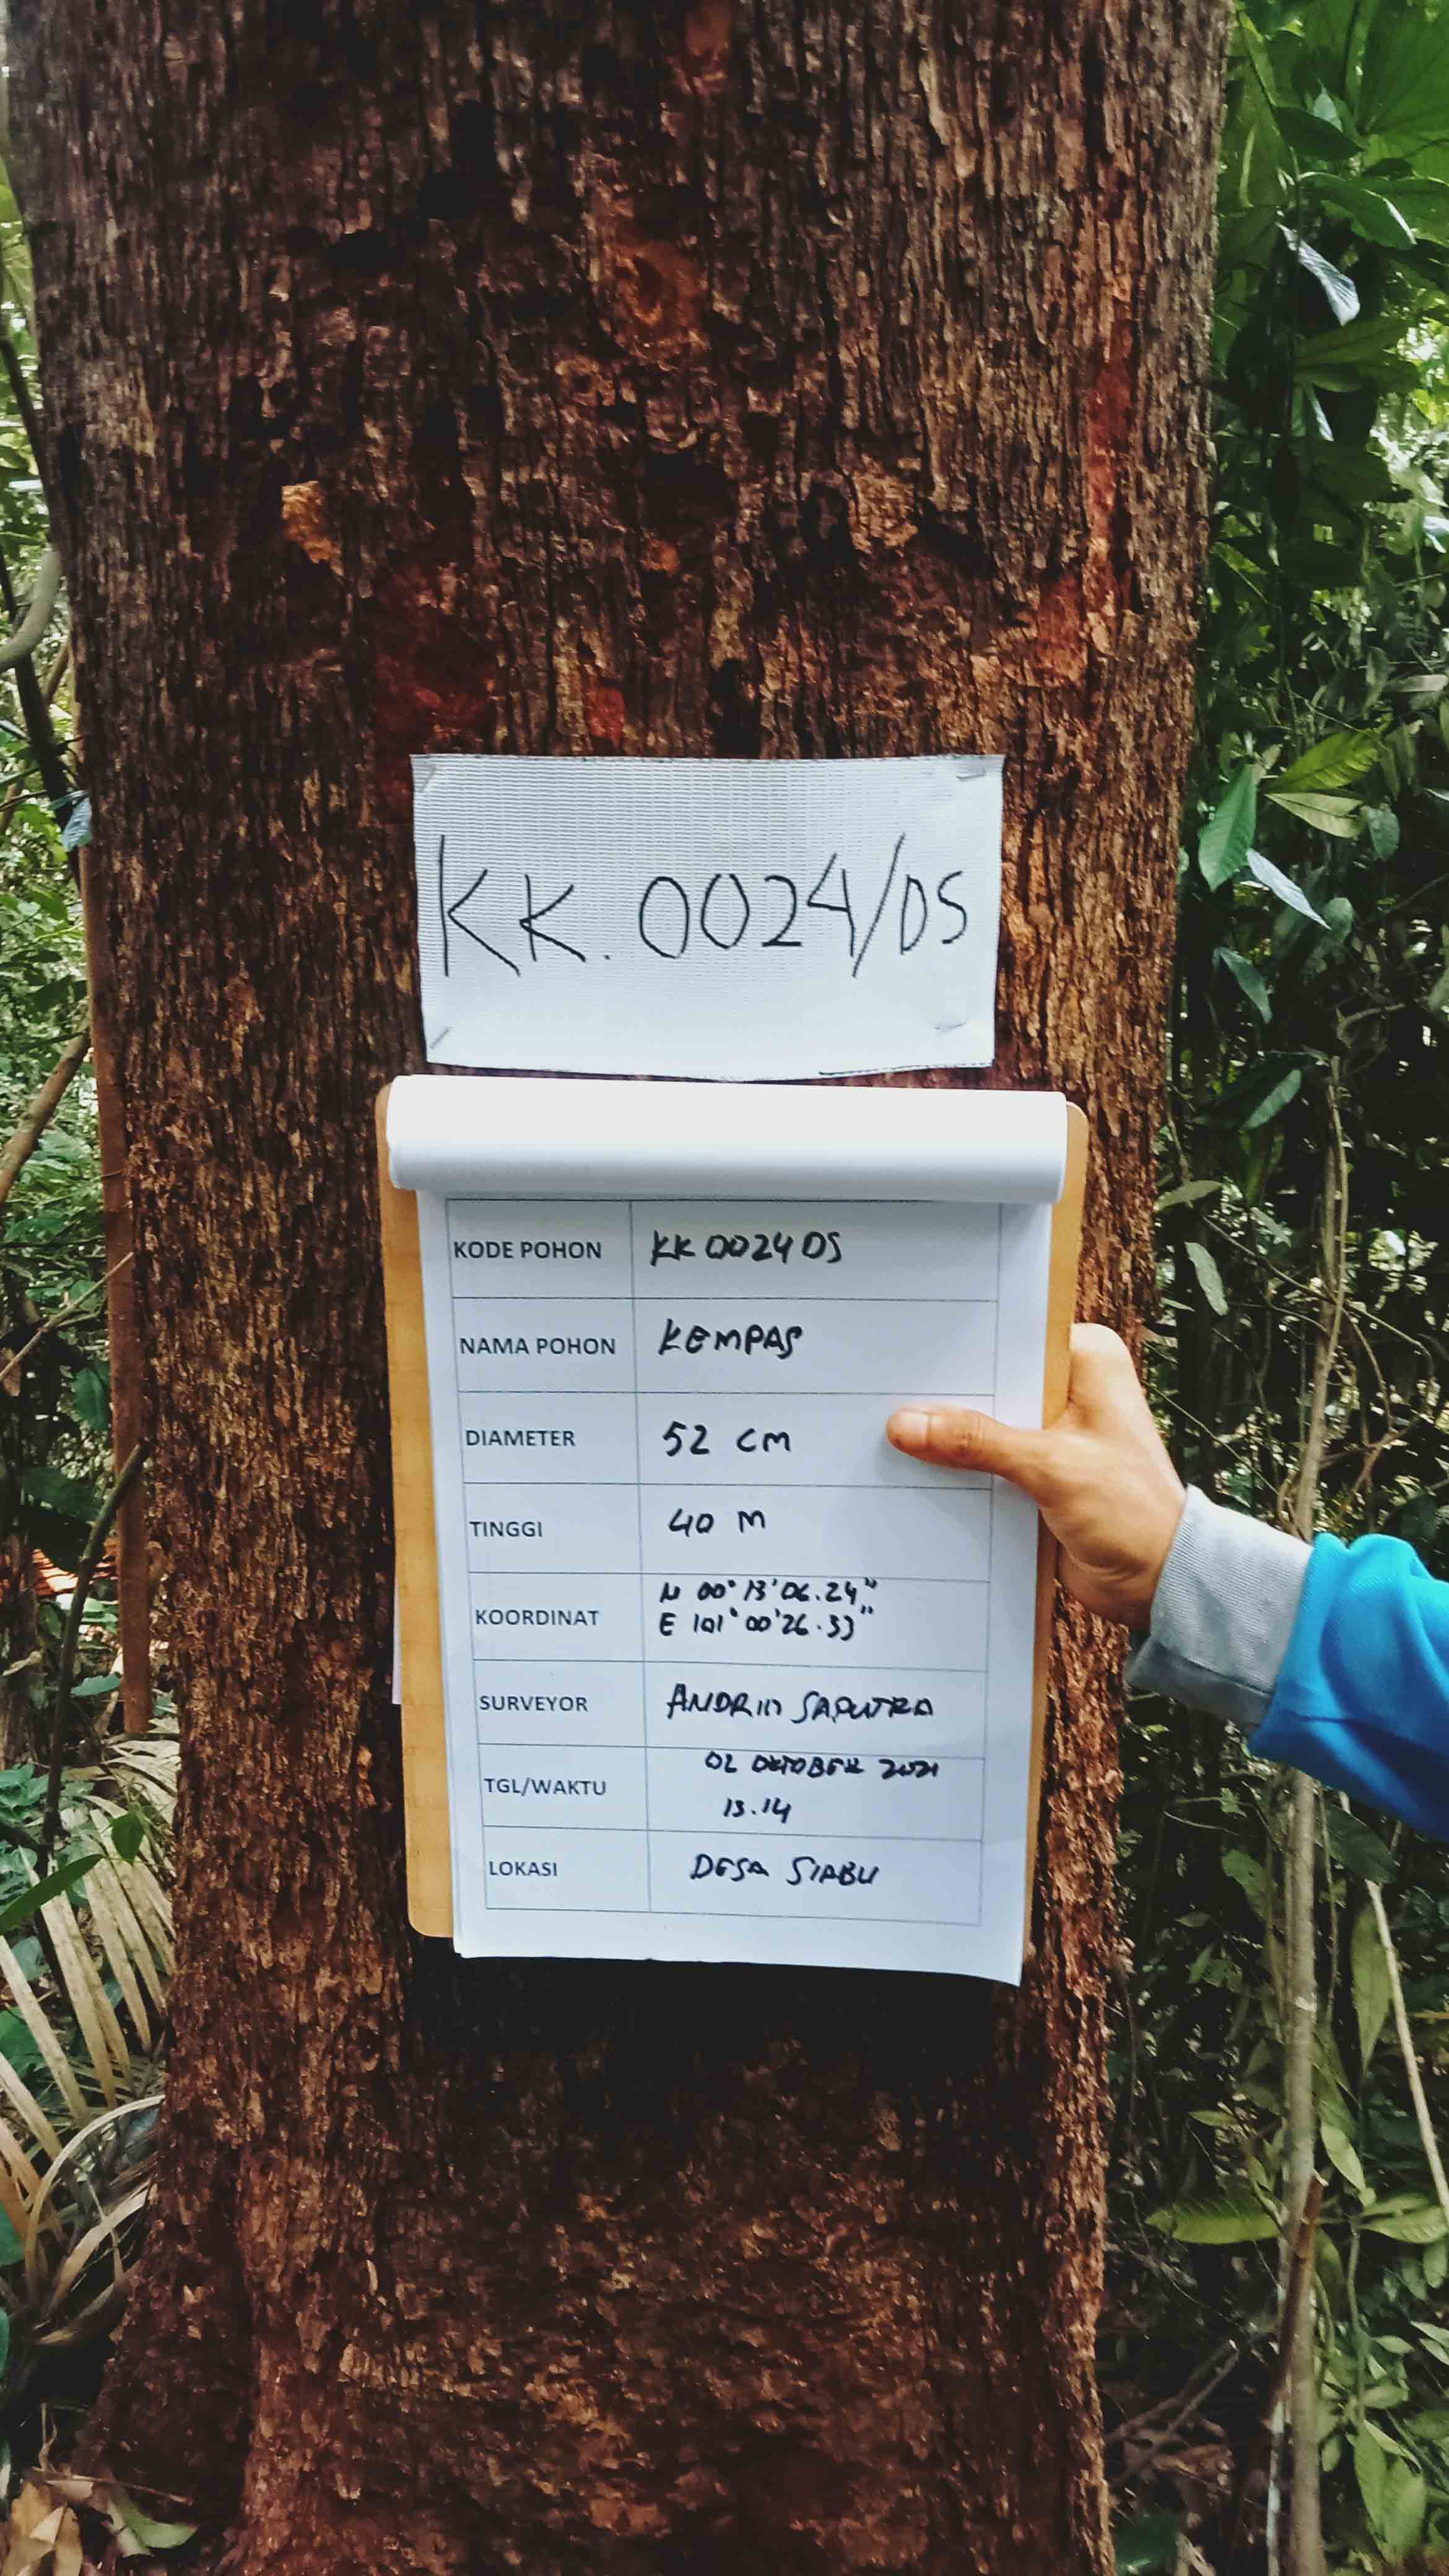 KK.0024/DS
KODE POHON KK 0024 DS
NAMA POHON KEMPAS
DIAMETER 52 CM
TINGGI 40 M
KOORDINAT N 00° 13' 06.24"
E 101° 00' 26.33"
SURVEYOR SAPUTRA
TGL/WAKTU 02 OKTOBER 2021
13.14
LOKASI DESA SIABU